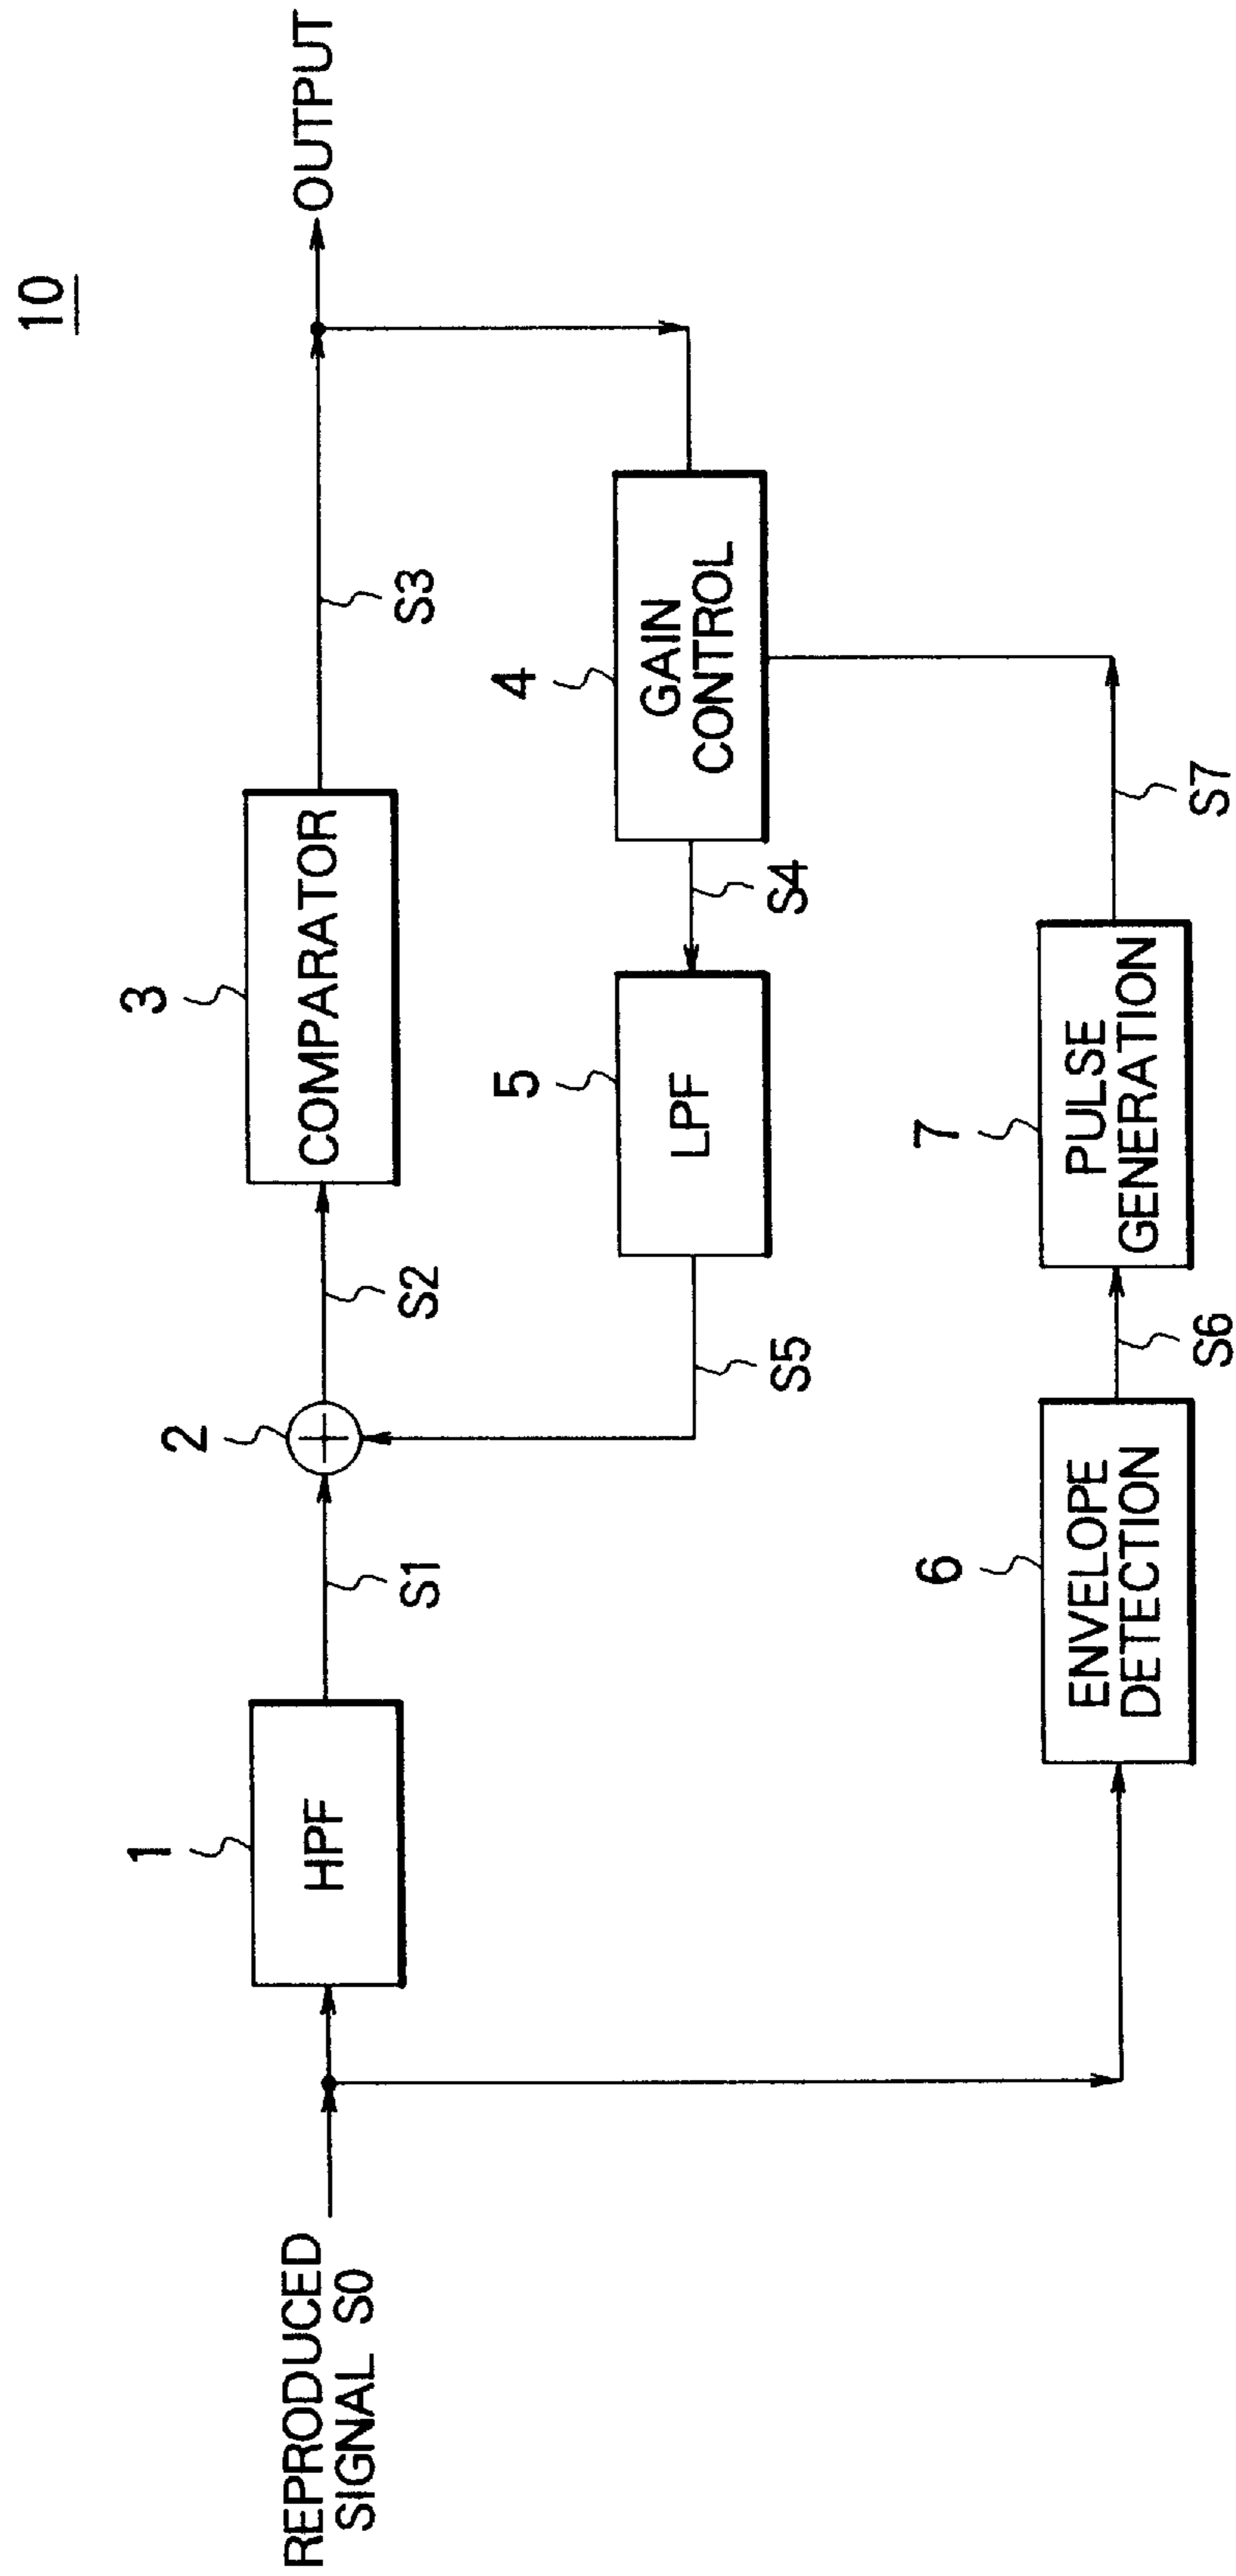 10
REPRODUCED
SIGNAL S0
1
HPF
S1
2
S2
3
COMPARATOR
S3
OUTPUT
4
GAIN
CONTROL
S4
5
LPF
S5
6
ENVELOPE
DETECTION
S6
7
PULSE
GENERATION
S7